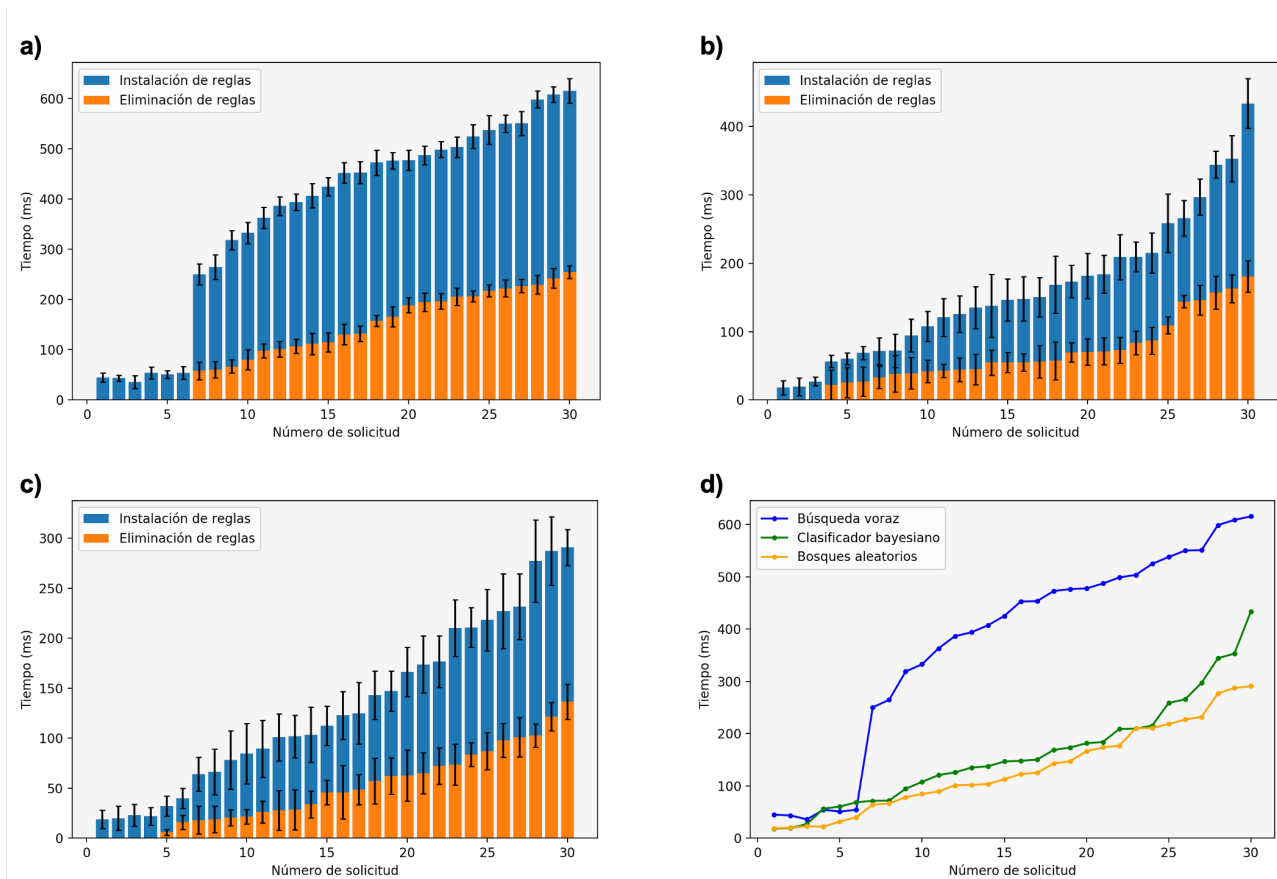 a)
Instalación de reglas
Eliminación de reglas
Tiempo (ms)
600
500
400
300
200
100
0
0 5 10 15 20 25 30
Número de solicitud
b)
Instalación de reglas
Eliminación de reglas
Tiempo (ms)
400
300
200
100
0
0 5 10 15 20 25 30
Número de solicitud
c)
Instalación de reglas
Eliminación de reglas
Tiempo (ms)
300
250
200
150
100
50
0
0 5 10 15 20 25 30
Número de solicitud
d)
Búsqueda voraz
Clasificador bayesiano
Bosques aleatorios
Tiempo (ms)
600
500
400
300
200
100
0
0 5 10 15 20 25 30
Número de solicitud